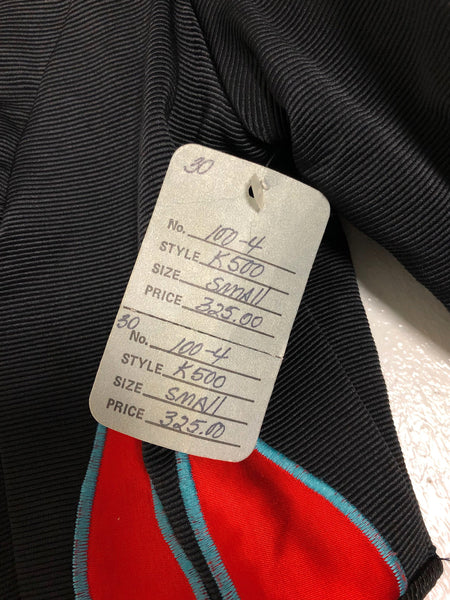 30
No. 100-4
STYLE K500
SIZE SMAll
PRICE 325.00
30
No. 100-4
STYLE K500
SIZE SMAll
PRICE 325.00